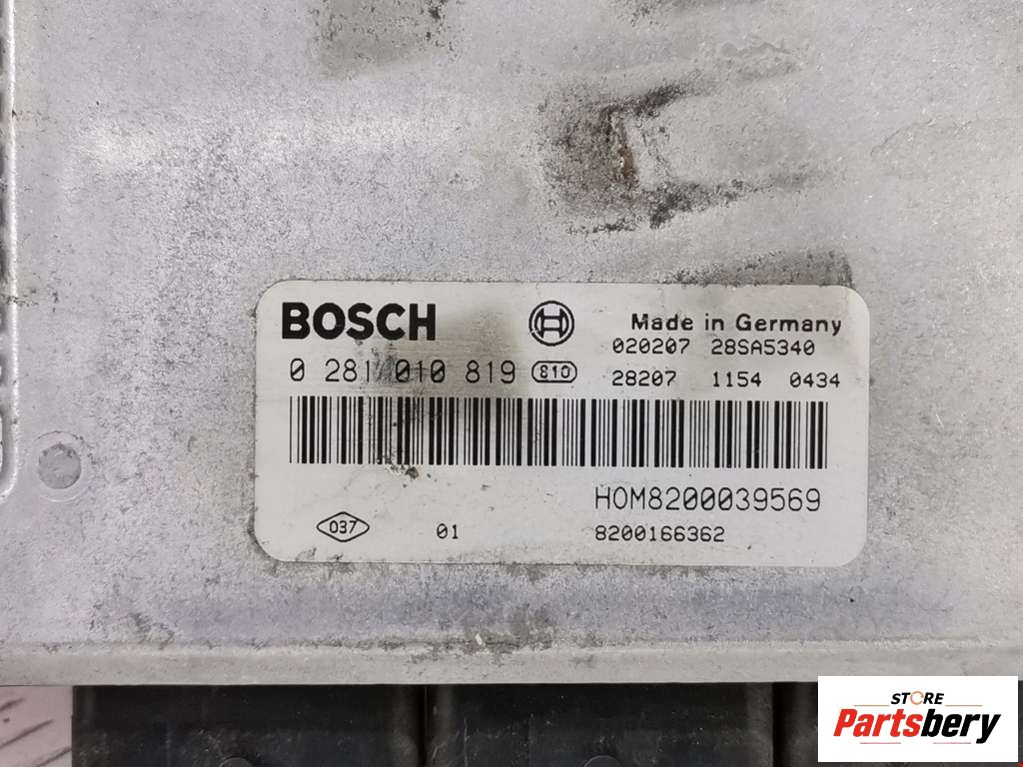 BOSCH
Made in Germany
020207 28SA5340
0 281 010 819 810 28207 1154 0434
HOM8200039569
037 01 8200166362
STORE
Partsbery